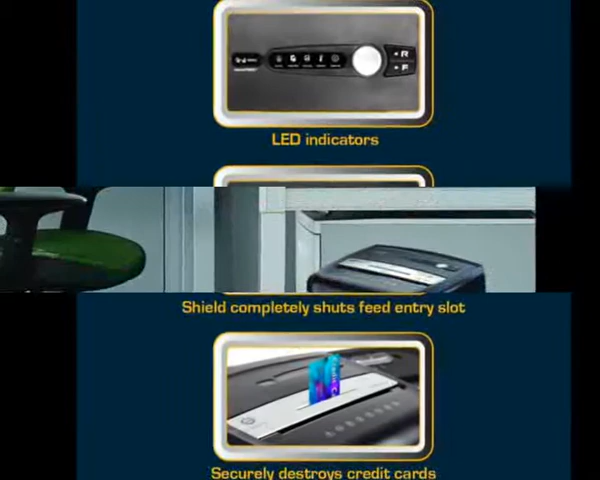 R
F
LED indicators
Shield completely shuts feed entry slot
Securely destroys credit cards